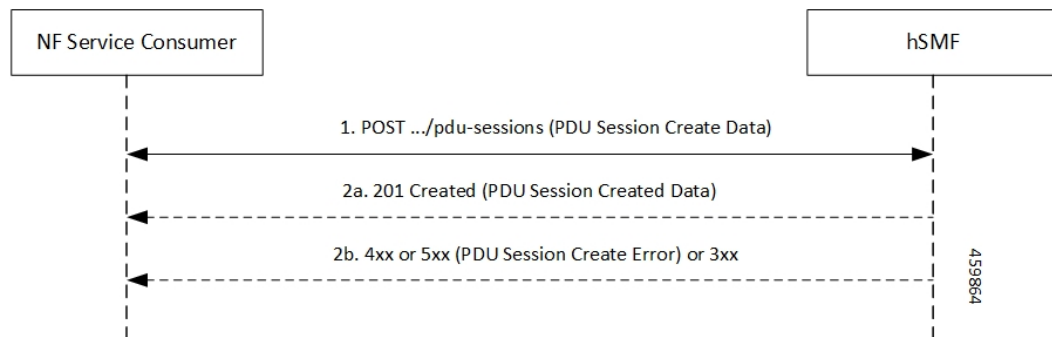 NF Service Consumer
hSMF
1. POST .../pdu-sessions (PDU Session Create Data)
2a. 201 Created (PDU Session Created Data)
2b. 4xx or 5xx (PDU Session Create Error) or 3xx
459864